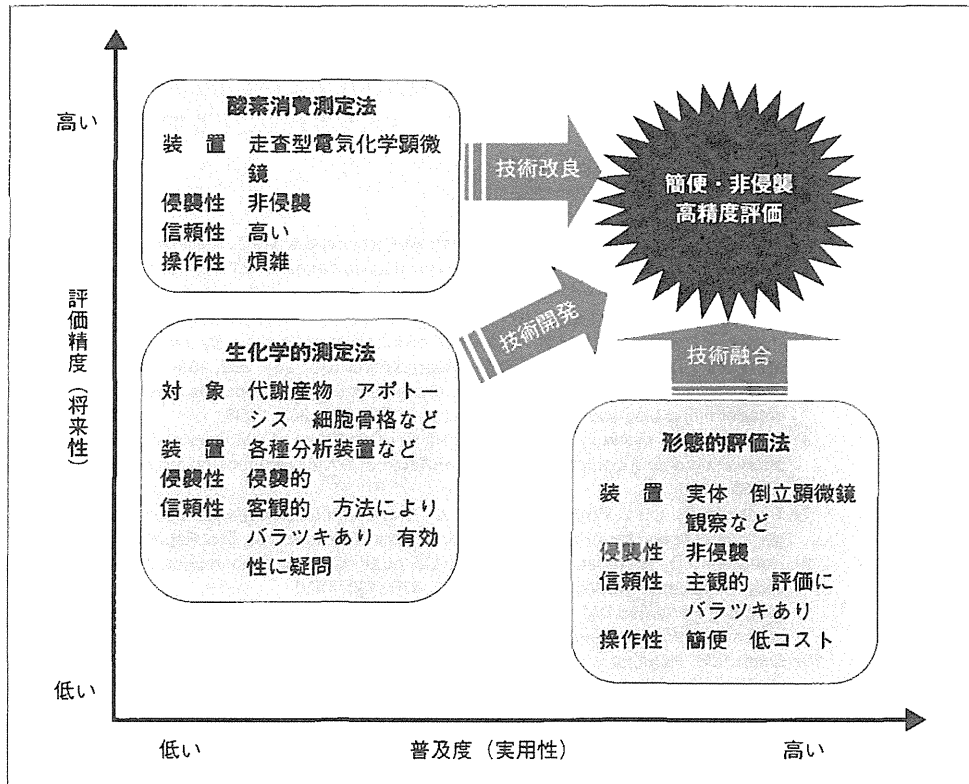 高い
評価精度（将来性）
低い
酸素消費測定法
装　置　走査型電気化学顕微
鏡
侵襲性　非侵襲
信頼性　高い
操作性　煩雑
技術改良
簡便・非侵襲
高精度評価
生化学的測定法
対　象　代謝産物　アポトー
シス　細胞骨格など
装　置　各種分析装置など
侵襲性　侵襲的
信頼性　客観的　方法により
バラツキあり　有効
性に疑問
技術開発
技術融合
形態的評価法
装　置　実体　倒立顕微鏡
観察など
侵襲性　非侵襲
信頼性　主観的　評価に
バラツキあり
操作性　簡便　低コスト
低い
普及度（実用性）
高い